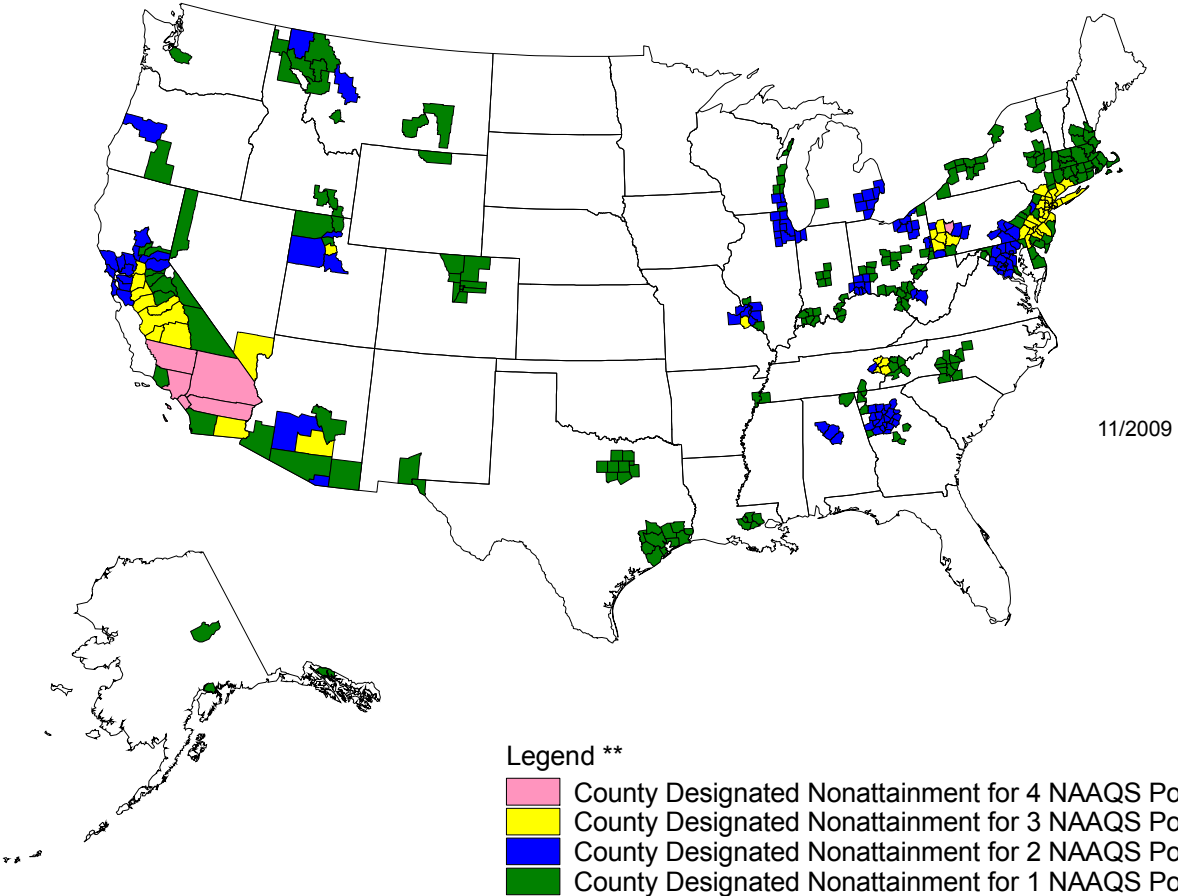 11/2009
Legend **
County Designated Nonattainment for 4 NAAQS Po
County Designated Nonattainment for 3 NAAQS Po
County Designated Nonattainment for 2 NAAQS Po
County Designated Nonattainment for 1 NAAQS Po